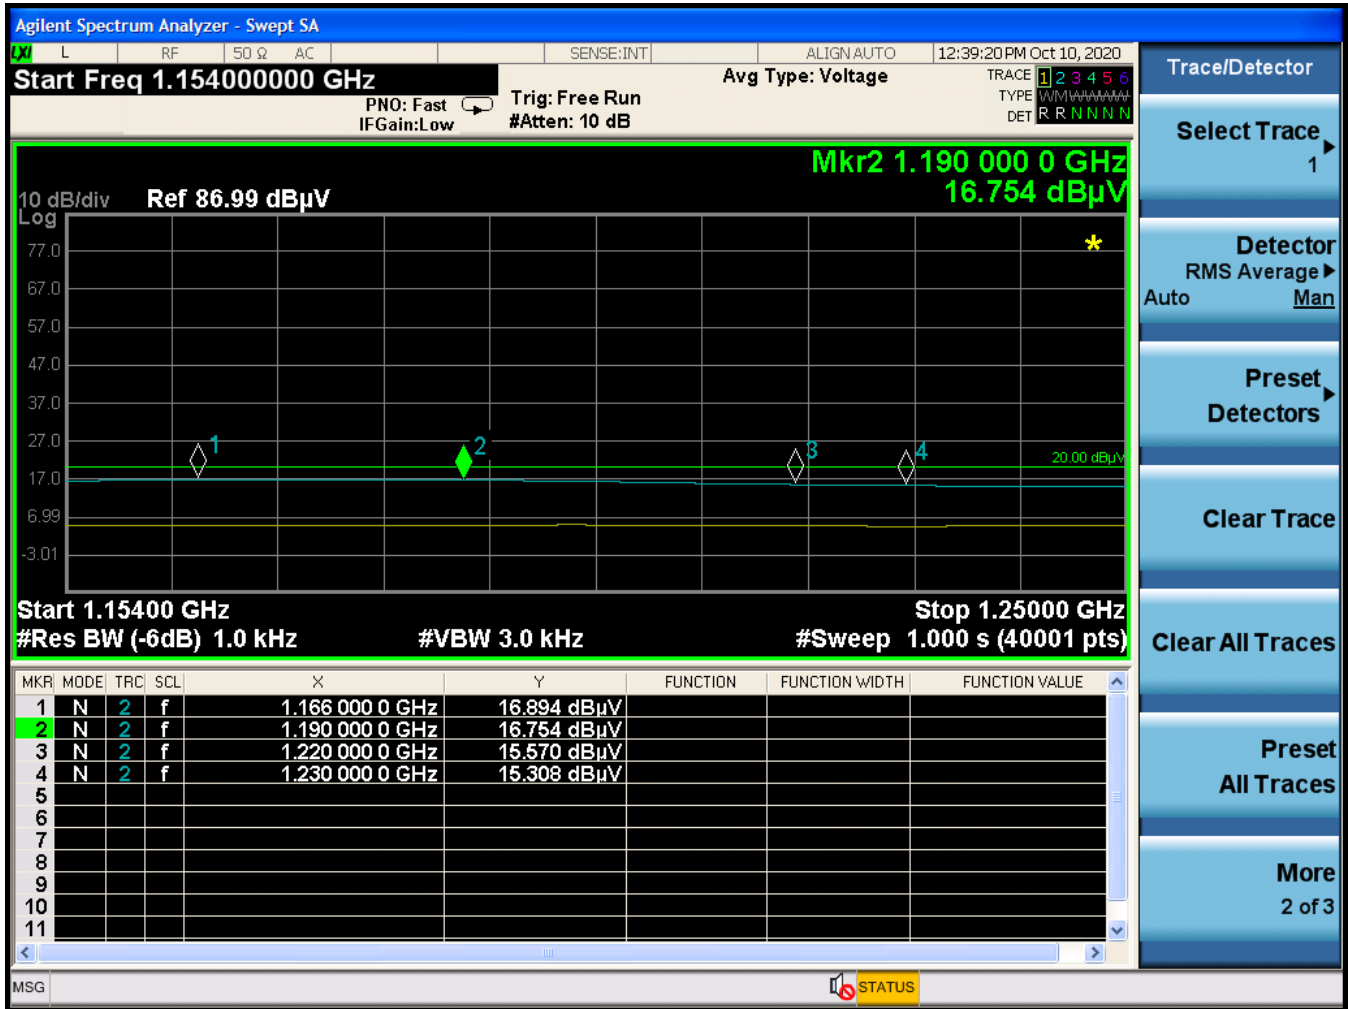 Agilent Spectrum Analyzer - Swept SA
LXI L RF 50 Ω AC SENSE:INT ALIGN AUTO 12:39:20 PM Oct 10, 2020
Start Freq 1.154000000 GHz
PNO: Fast
IFGain:Low
Trig: Free Run
#Atten: 10 dB
Avg Type: Voltage
TRACE 1 2 3 4 5 6
TYPE WMWWWWW
DET R R N N N N
Mkr2 1.190 000 0 GHz
16.754 dBµV
10 dB/div Ref 86.99 dBµV
Log
77.0
67.0
57.0
47.0
37.0
27.0
17.0
6.99
-3.01
1
2
3
4
20.00 dBµV
*
Start 1.15400 GHz Stop 1.25000 GHz
#Res BW (-6dB) 1.0 kHz #VBW 3.0 kHz #Sweep 1.000 s (40001 pts)
MKR MODE TRC SCL X Y FUNCTION FUNCTION WIDTH FUNCTION VALUE
1 N 2 f 1.166 000 0 GHz 16.894 dBµV
2 N 2 f 1.190 000 0 GHz 16.754 dBµV
3 N 2 f 1.220 000 0 GHz 15.570 dBµV
4 N 2 f 1.230 000 0 GHz 15.308 dBµV
5
6
7
8
9
10
11
MSG STATUS
Trace/Detector
Select Trace
1
Detector
RMS Average
Auto Man
Preset
Detectors
Clear Trace
Clear All Traces
Preset
All Traces
More
2 of 3